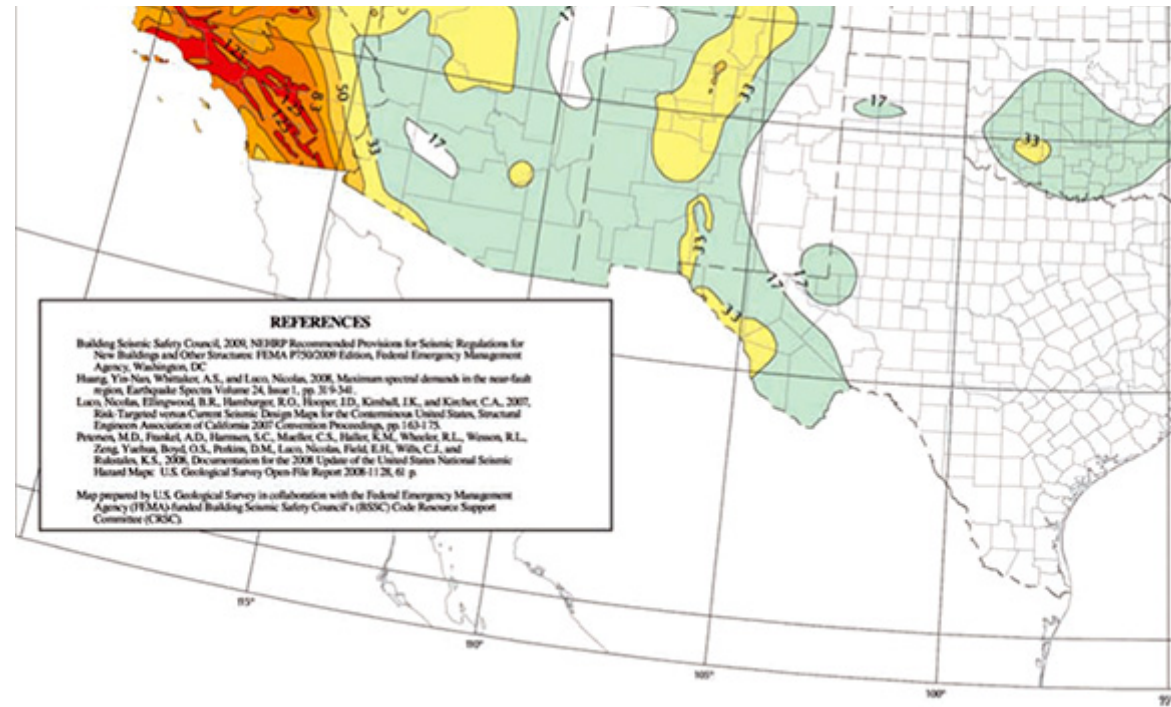 17
33
1.25
83
50
33
17
17
33
1.25
1.25
33
17
17
33
REFERENCES
Building Seismic Safety Council, 2009, NEHRP Recommended Provisions for Seismic Regulations for
New Buildings and Other Structures: FEMA P750/2009 Edition, Federal Emergency Management
Agency, Washington, DC
Huang, Yin-Nan, Whittaker, A.S., and Luco, Nicolas, 2008, Maximum spectral demands in the near-fault
region, Earthquake Spectra Volume 24, Issue 1, pp. 319-341.
Luco, Nicolas, Ellingwood, B.R., Hamburger, R.O., Hooper, J.D., Kimball, J.K., and Kircher, C.A., 2007,
Risk-Targeted versus Current Seismic Design Maps for the Conterminous United States, Structural
Engineers Association of California 2007 Convention Proceedings, pp. 163-175.
Petersen, M.D., Frankel, A.D., Harmsen, S.C., Mueller, C.S., Haller, K.M., Wheeler, R.L., Wesson, R.L.,
Zeng, Yuehua, Boyd, O.S., Perkins, D.M., Luco, Nicolas, Field, E.H., Wills, C.J., and
Rukstales, K.S., 2008, Documentation for the 2008 Update of the United States National Seismic
Hazard Maps: U.S. Geological Survey Open-File Report 2008-1128, 61 p.
Map prepared by U.S. Geological Survey in collaboration with the Federal Emergency Management
Agency (FEMA)-funded Building Seismic Safety Council's (BSSC) Code Resource Support
Committee (CRSC).
115°
110°
105°
100°